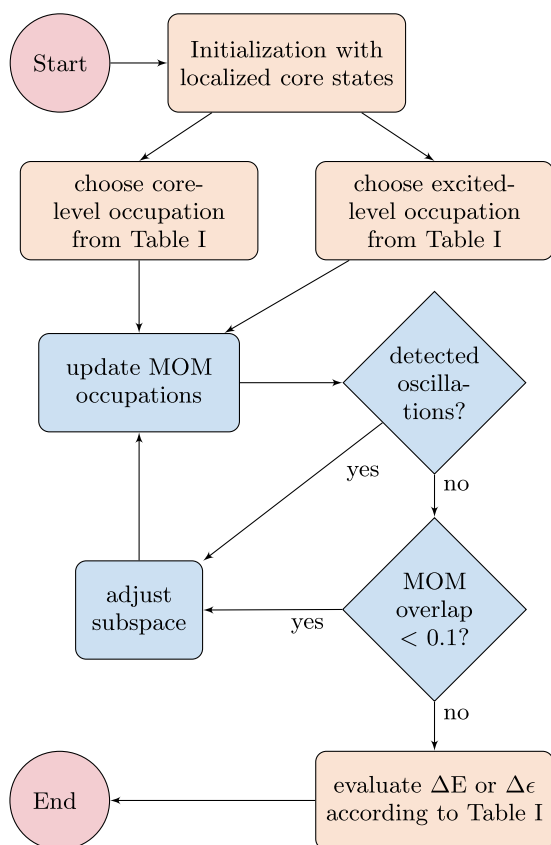 Start
Initialization with
localized core states
choose core-
level occupation
from Table I
choose excited-
level occupation
from Table I
update MOM
occupations
detected
oscilla-
tions?
yes
no
adjust
subspace
MOM
overlap
< 0.1?
yes
no
End
evaluate ΔE or Δϵ
according to Table I